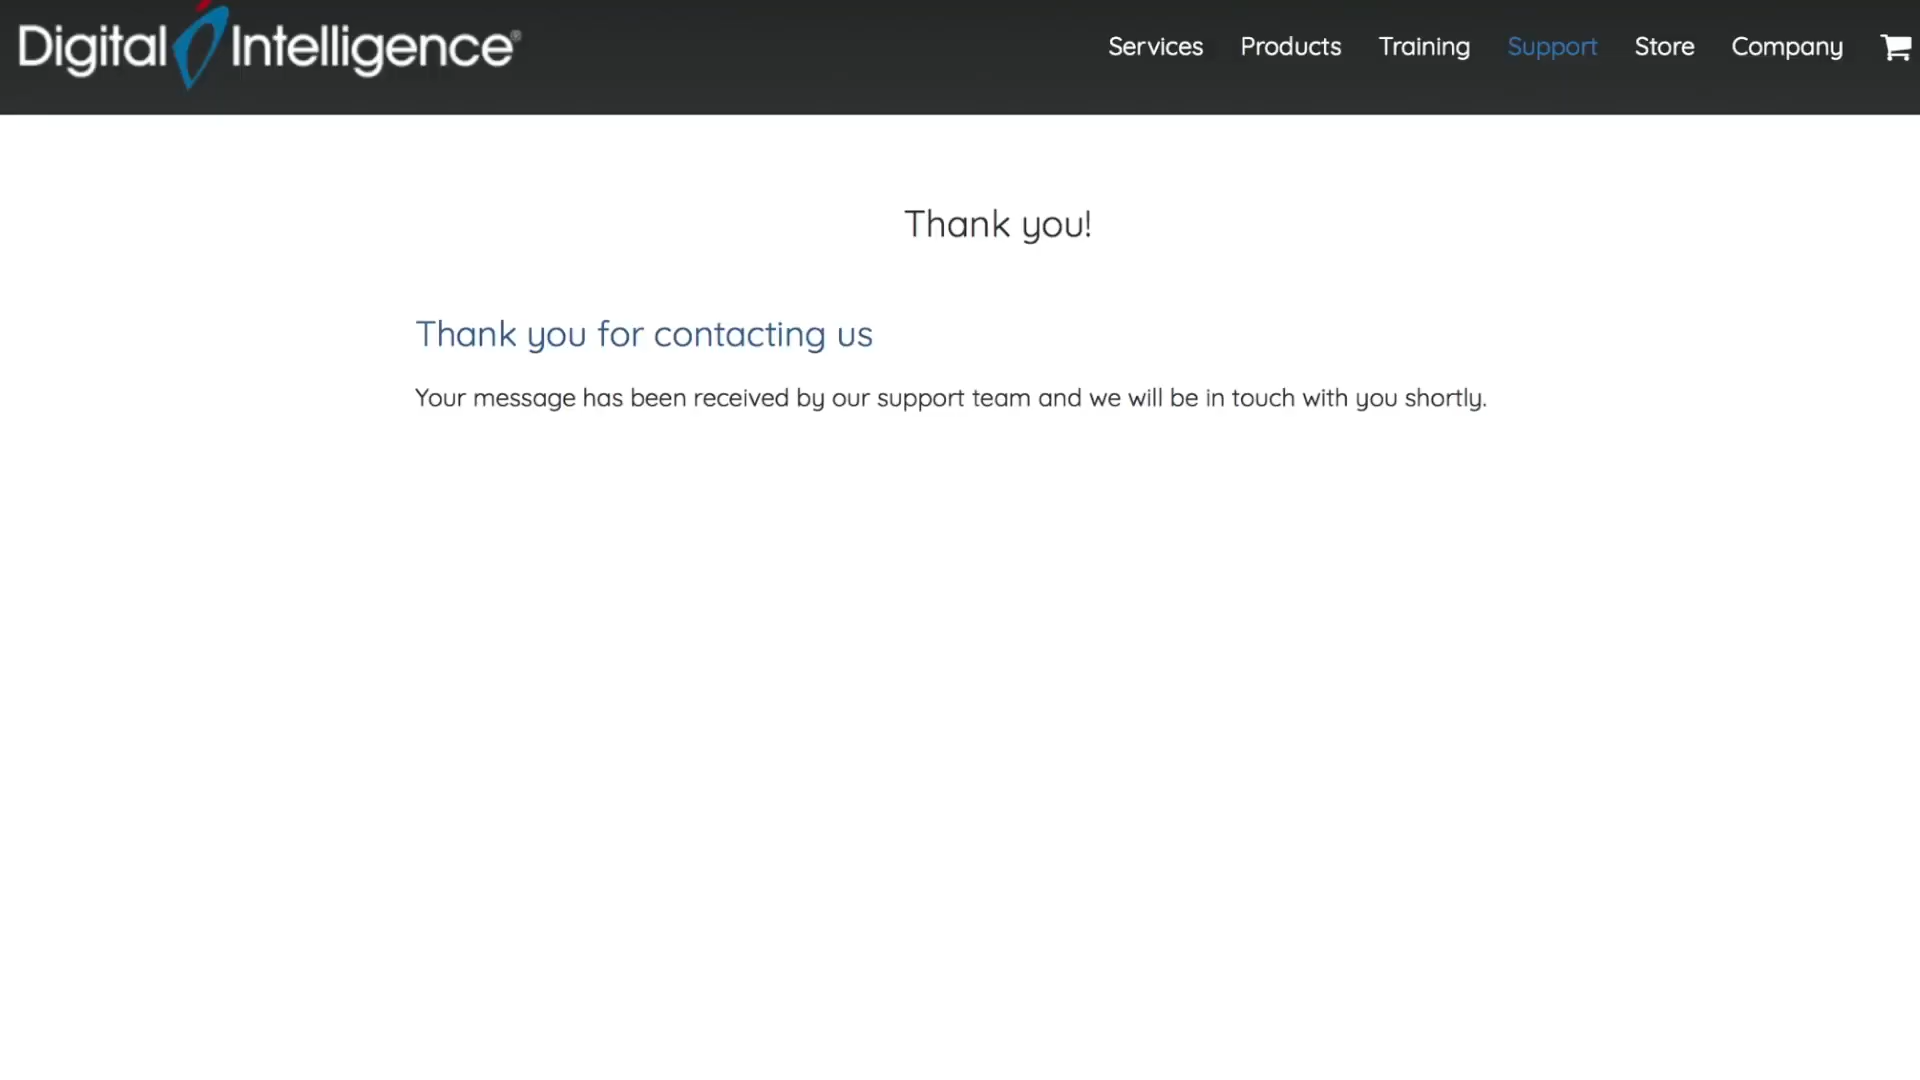 Digital Intelligence®
Services Products Training Support Store Company
Thank you!
Thank you for contacting us
Your message has been received by our support team and we will be in touch with you shortly.